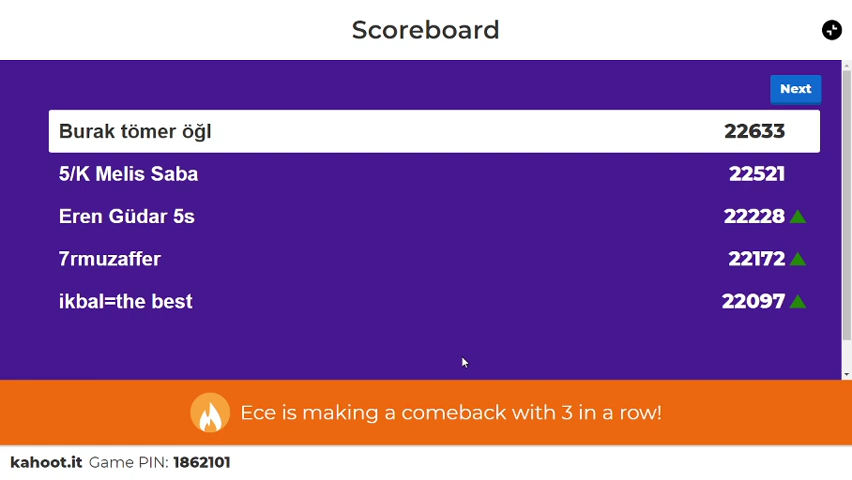 Scoreboard
Next
Burak tömer öğl 22633
5/K Melis Saba 22521
Eren Güdar 5s 22228
7rmuzaffer 22172
ikbal=the best 22097
Ece is making a comeback with 3 in a row!
kahoot.it Game PIN: 1862101